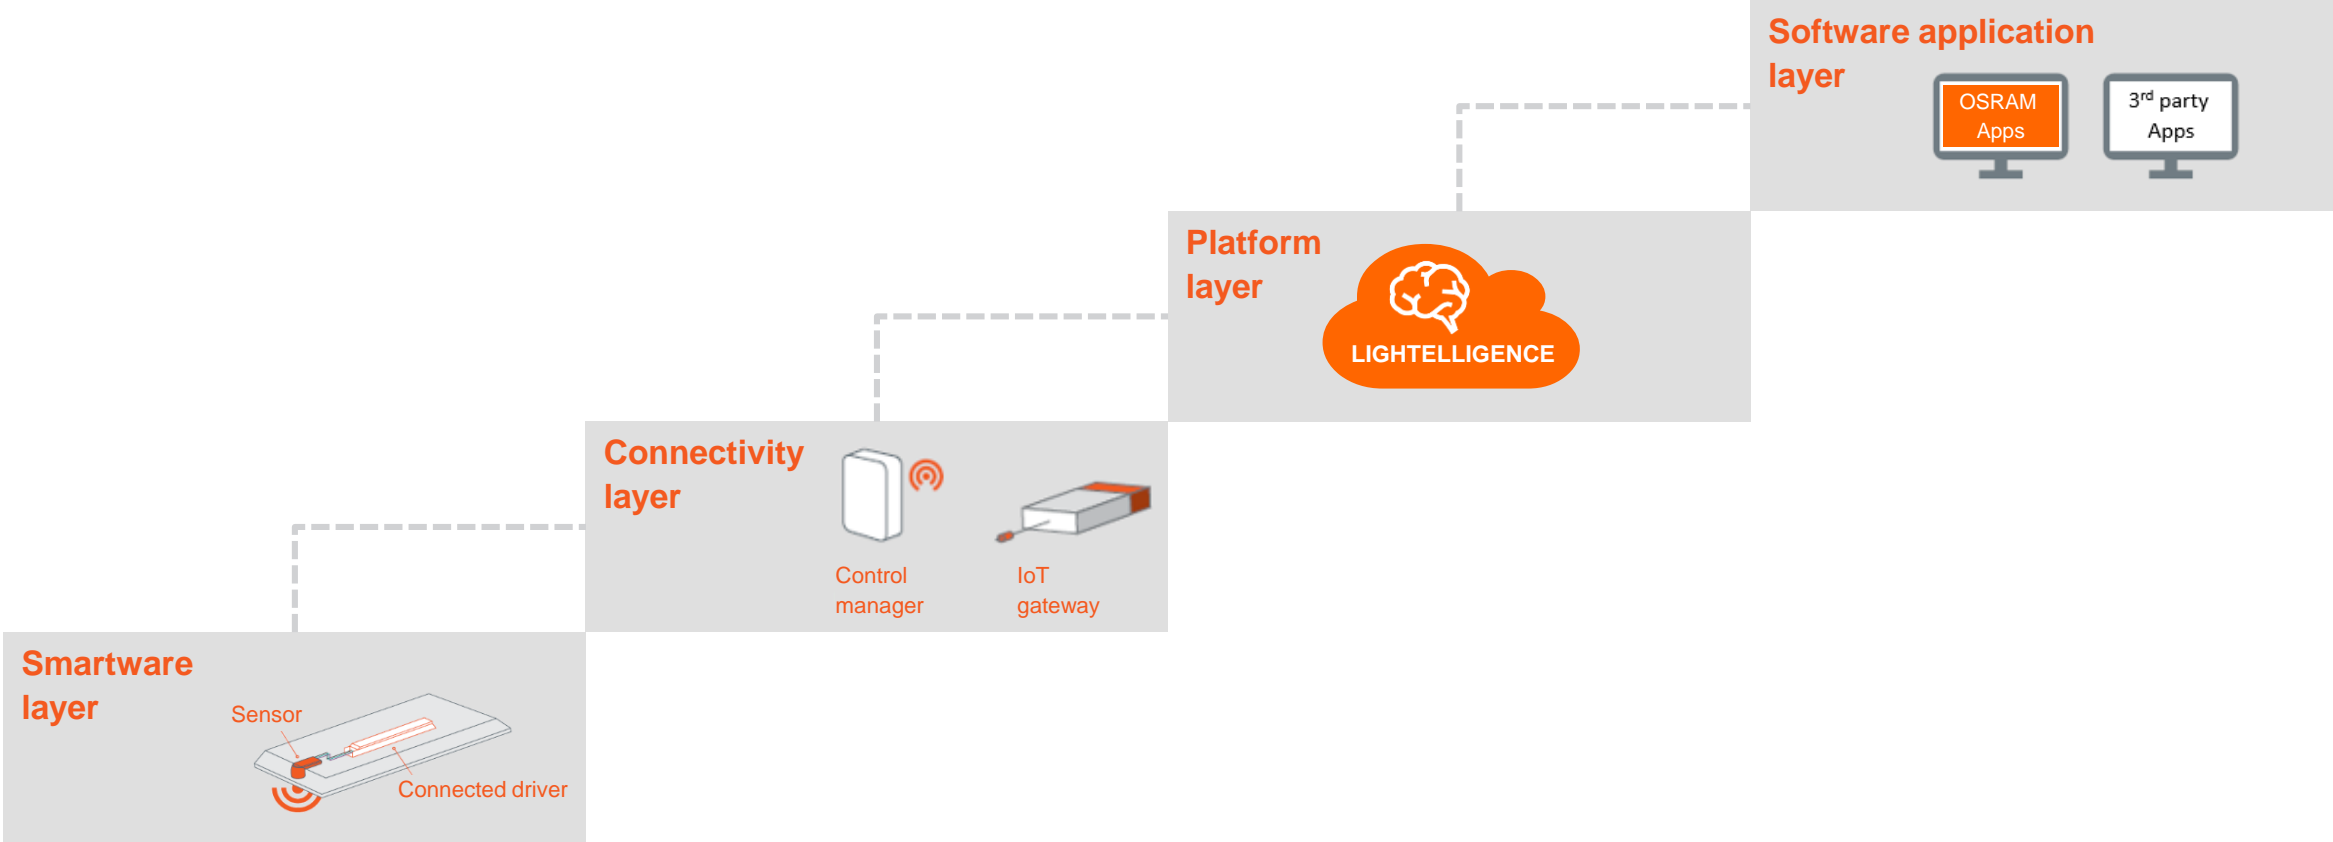 Software application
layer
OSRAM
Apps
3rd party
Apps
Platform
layer
LIGHTELLIGENCE
Connectivity
layer
Control
manager
IoT
gateway
Smartware
layer
Sensor
Connected driver